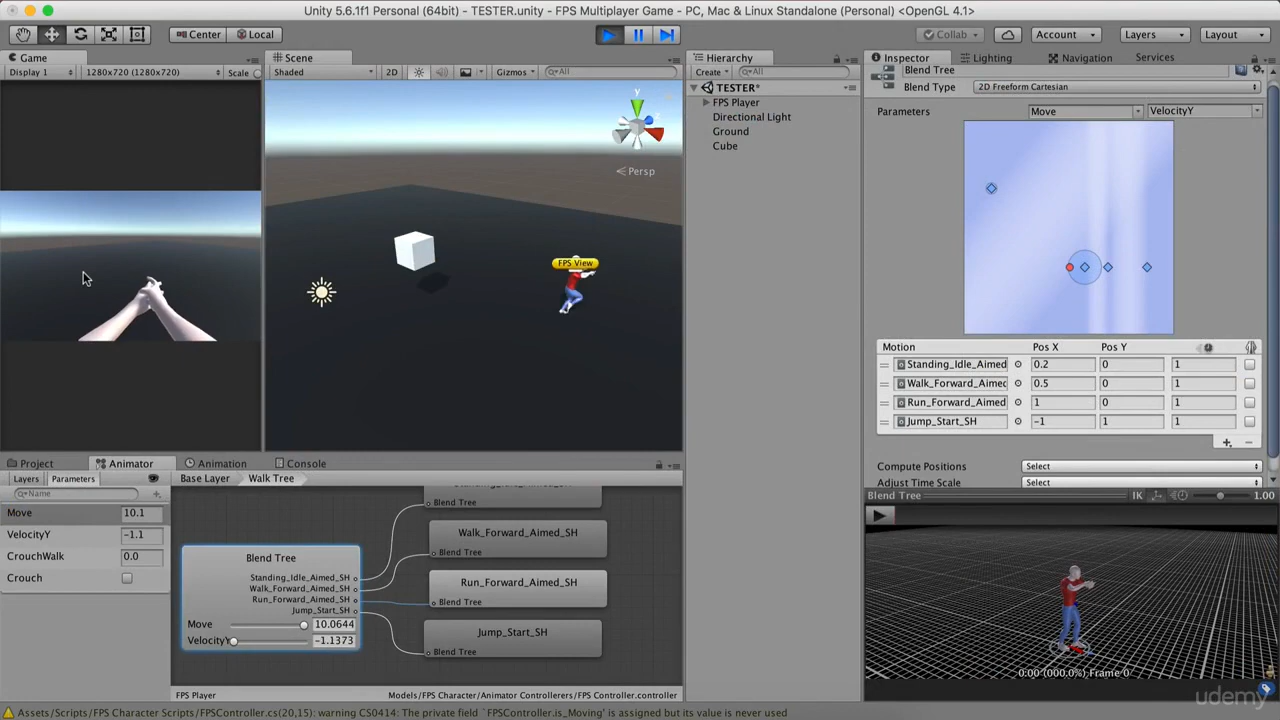 Unity 5.6.1f1 Personal (64bit) - TESTER.unity - FPS Multiplayer Game - PC, Mac & Linux Standalone (Personal) <OpenGL 4.1>
Center Local Collab Account Layers Layout
Game Scene Hierarchy Inspector Lighting Navigation Services
Display 1 1280x720 (1280x720) Scale Shaded 2D Gizmos All Create All Blend Tree
Blend Type 2D Freeform Cartesian
TESTER*
FPS Player
Directional Light
Ground
Cube
Parameters Move VelocityY
y
Persp
FPS View
Motion Pos X Pos Y
Standing_Idle_Aimed 0.2 0 1
Walk_Forward_Aimed 0.5 0 1
Run_Forward_Aimed 1 0 1
Jump_Start_SH -1 1 1
Compute Positions Select
Adjust Time Scale Select
Project Animator Animation Console
Layers Parameters Base Layer Walk Tree
Name
Move 10.1
VelocityY -1.1
CrouchWalk 0.0
Crouch
Blend Tree
Standing_Idle_Aimed_SH
Walk_Forward_Aimed_SH
Run_Forward_Aimed_SH
Jump_Start_SH
Move 10.0644
VelocityY -1.1373
Blend Tree
Walk_Forward_Aimed_SH
Blend Tree
Run_Forward_Aimed_SH
Blend Tree
Jump_Start_SH
Blend Tree
FPS Player Models/FPS Character/Animator Controllers/FPS Controller.controller
Blend Tree IK 1.00
0:00 (000.0%) Frame 0
Assets/Scripts/FPS Character Scripts/FPSController.cs(20,15): warning CS0414: The private field `FPSController.is_Moving' is assigned but its value is never used
udemy